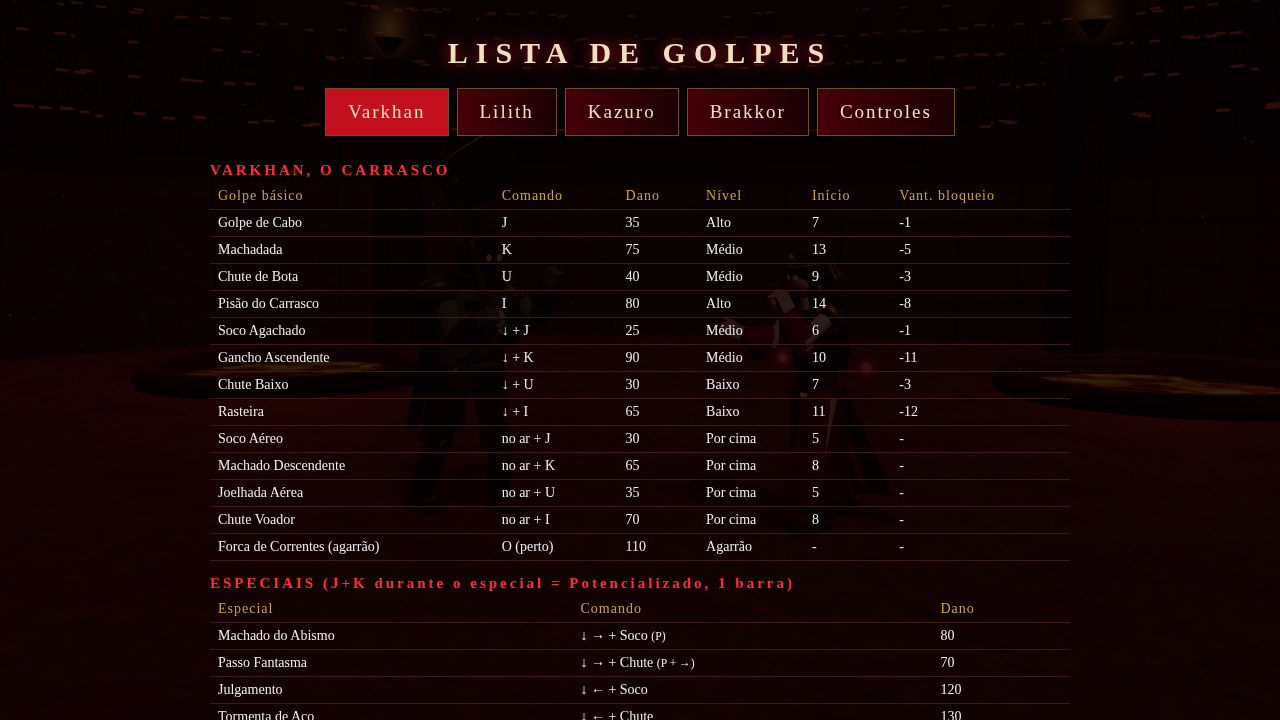 LISTA DE GOLPES
Varkhan Lilith Kazuro Brakkor Controles
VARKHAN, O CARRASCO
Golpe básico Comando Dano Nível Início Vant. bloqueio
Golpe de Cabo J 35 Alto 7 -1
Machadada K 75 Médio 13 -5
Chute de Bota U 40 Médio 9 -3
Pisão do Carrasco I 80 Alto 14 -8
Soco Agachado ↓ + J 25 Médio 6 -1
Gancho Ascendente ↓ + K 90 Médio 10 -11
Chute Baixo ↓ + U 30 Baixo 7 -3
Rasteira ↓ + I 65 Baixo 11 -12
Soco Aéreo no ar + J 30 Por cima 5 -
Machado Descendente no ar + K 65 Por cima 8 -
Joelhada Aérea no ar + U 35 Por cima 5 -
Chute Voador no ar + I 70 Por cima 8 -
Forca de Correntes (agarrão) O (perto) 110 Agarrão - -
ESPECIAIS (J+K durante o especial = Potencializado, 1 barra)
Especial Comando Dano
Machado do Abismo ↓ → + Soco (P) 80
Passo Fantasma ↓ → + Chute (P + →) 70
Julgamento ↓ ← + Soco 120
Tormenta de Aço ↓ ← + Chute 130